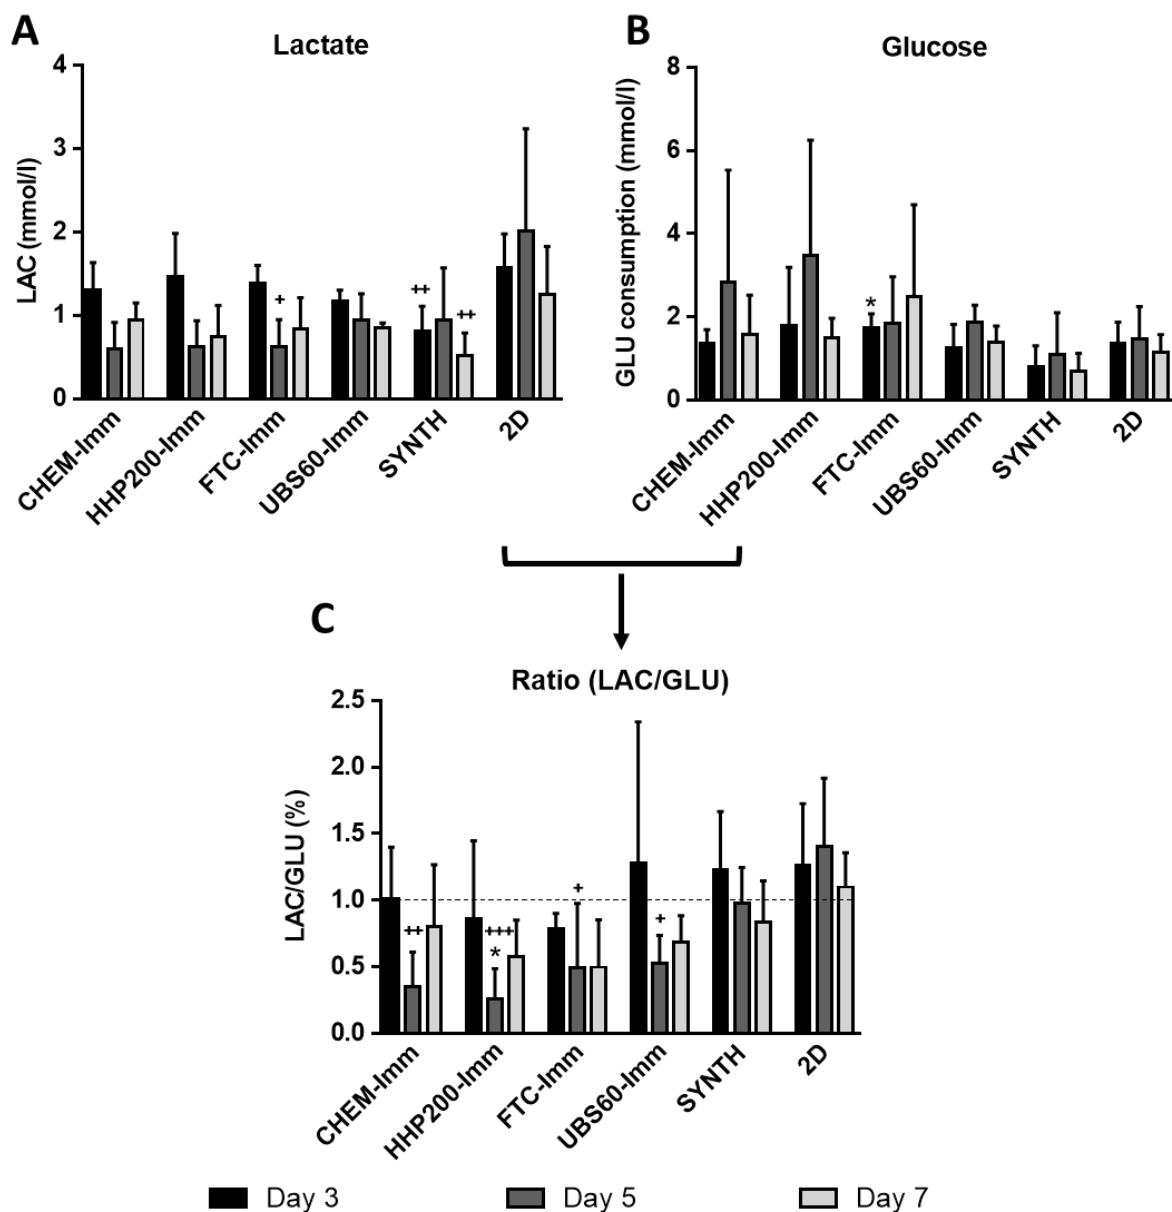 A
Lactate
LAC (mmol/l)
4
3
2
1
0
+
++
++
CHEM-Imm
HHP200-Imm
FTC-Imm
UBS60-Imm
SYNTH
2D
B
Glucose
GLU consumption (mmol/l)
8
6
4
2
0
*
CHEM-Imm
HHP200-Imm
FTC-Imm
UBS60-Imm
SYNTH
2D
C
Ratio (LAC/GLU)
LAC/GLU (%)
2.5
2.0
1.5
1.0
0.5
0.0
++
+++
*
+
+
CHEM-Imm
HHP200-Imm
FTC-Imm
UBS60-Imm
SYNTH
2D
Day 3
Day 5
Day 7